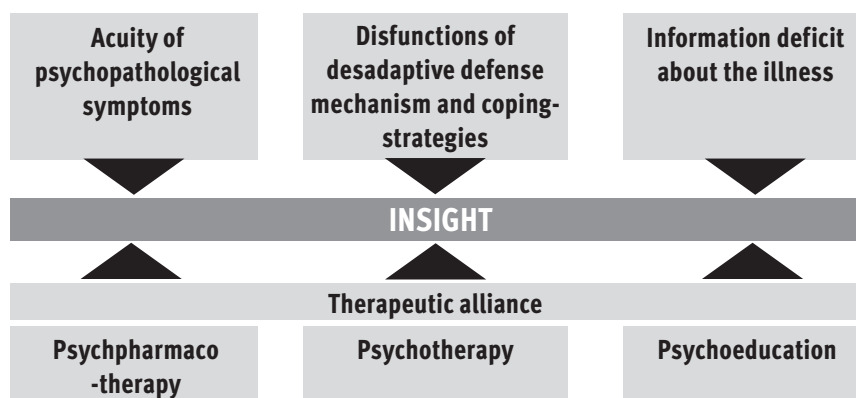 Acuity of
psychopathological
symptoms
Disfunctions of
desadaptive defense
mechanism and coping-
strategies
Information deficit
about the illness
INSIGHT
Therapeutic alliance
Psychpharmaco
-therapy
Psychotherapy
Psychoeducation